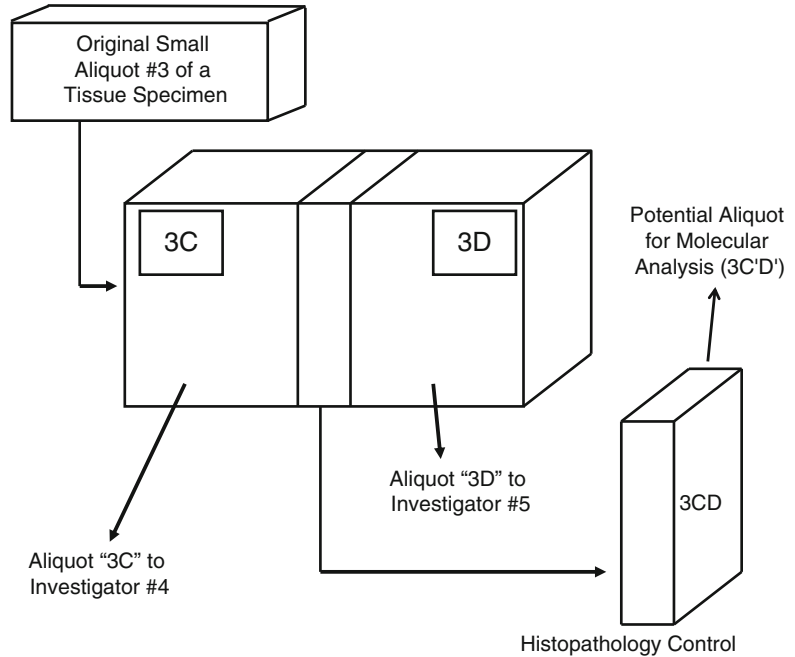 Original Small
Aliquot #3 of a
Tissue Specimen
3C
3D
Potential Aliquot
for Molecular
Analysis (3C'D')
Aliquot “3D” to
Investigator #5
3CD
Aliquot “3C” to
Investigator #4
Histopathology Control